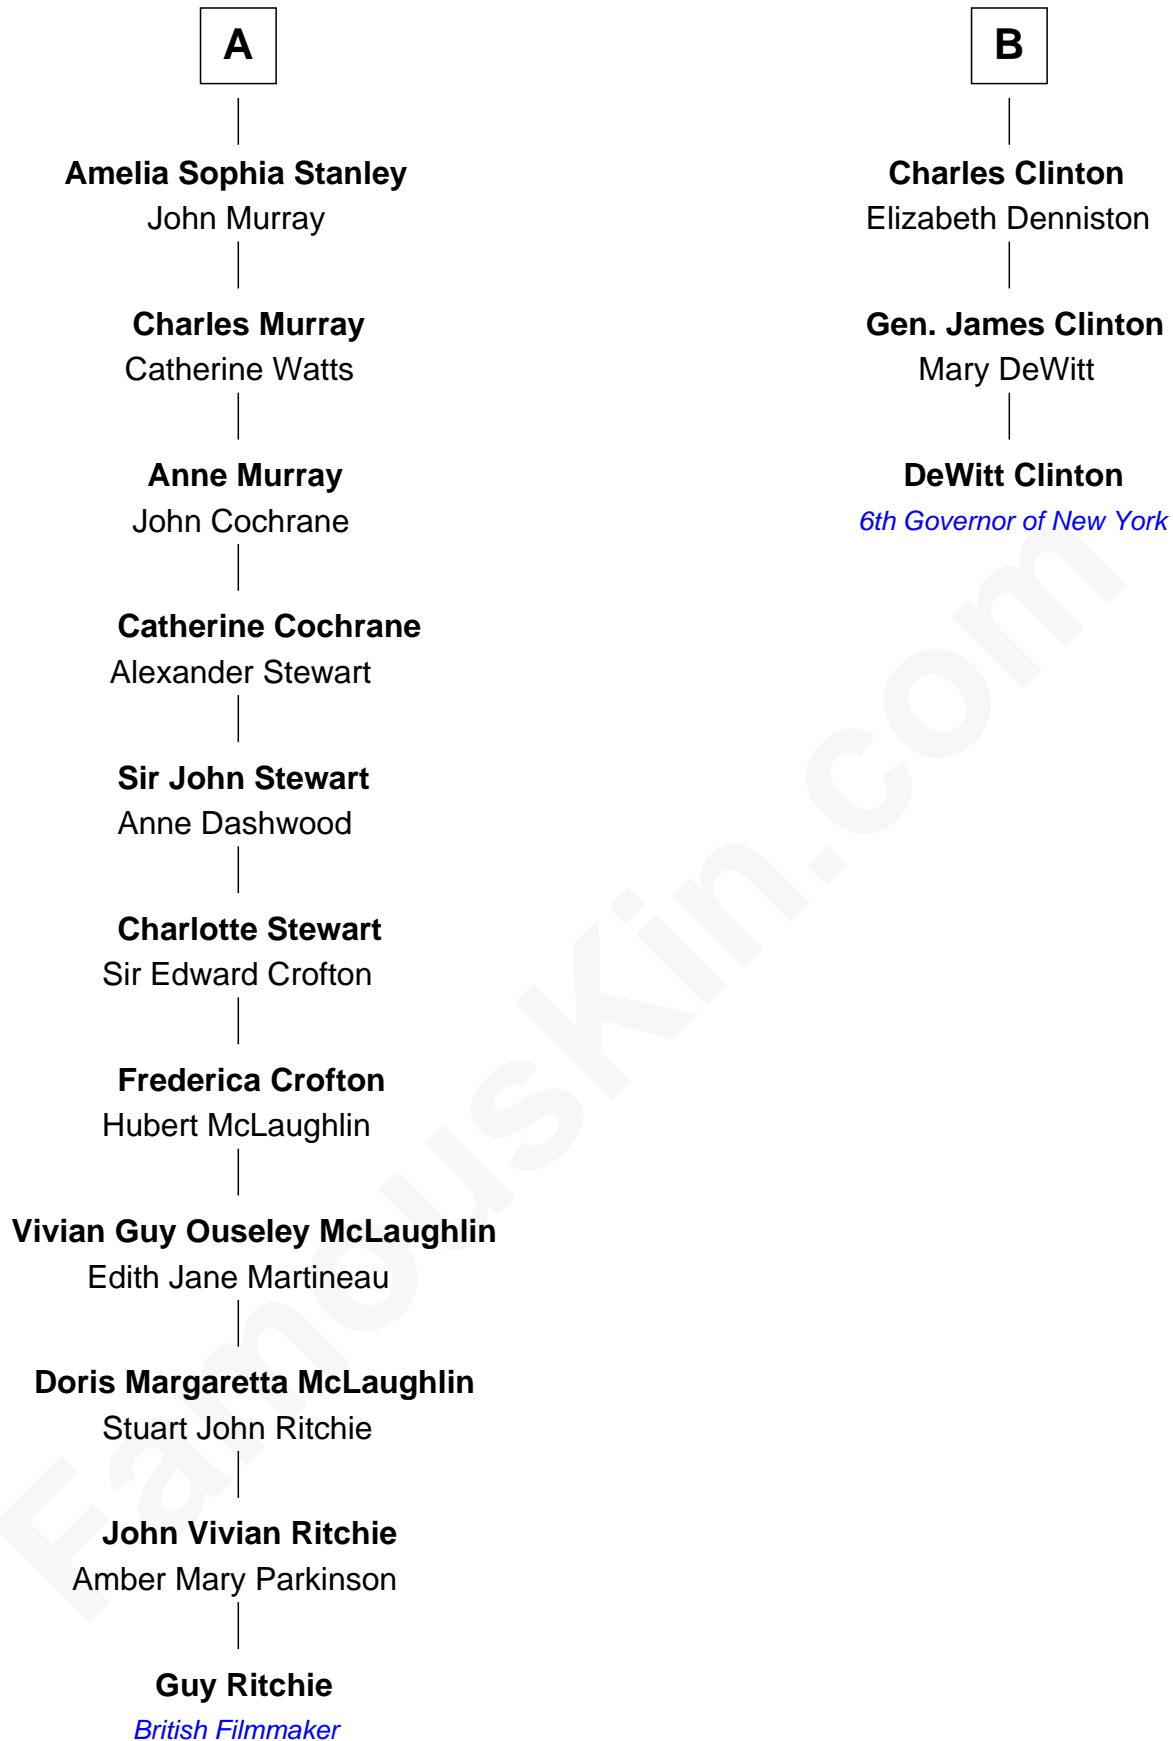 A
Amelia Sophia Stanley
John Murray
Charles Murray
Catherine Watts
Anne Murray
John Cochrane
Catherine Cochrane
Alexander Stewart
Sir John Stewart
Anne Dashwood
Charlotte Stewart
Sir Edward Crofton
Frederica Crofton
Hubert McLaughlin
Vivian Guy Ouseley McLaughlin
Edith Jane Martineau
Doris Margaretta McLaughlin
Stuart John Ritchie
John Vivian Ritchie
Amber Mary Parkinson
Guy Ritchie
British Filmmaker
B
Charles Clinton
Elizabeth Denniston
Gen. James Clinton
Mary DeWitt
DeWitt Clinton
6th Governor of New York
FamousKin.com